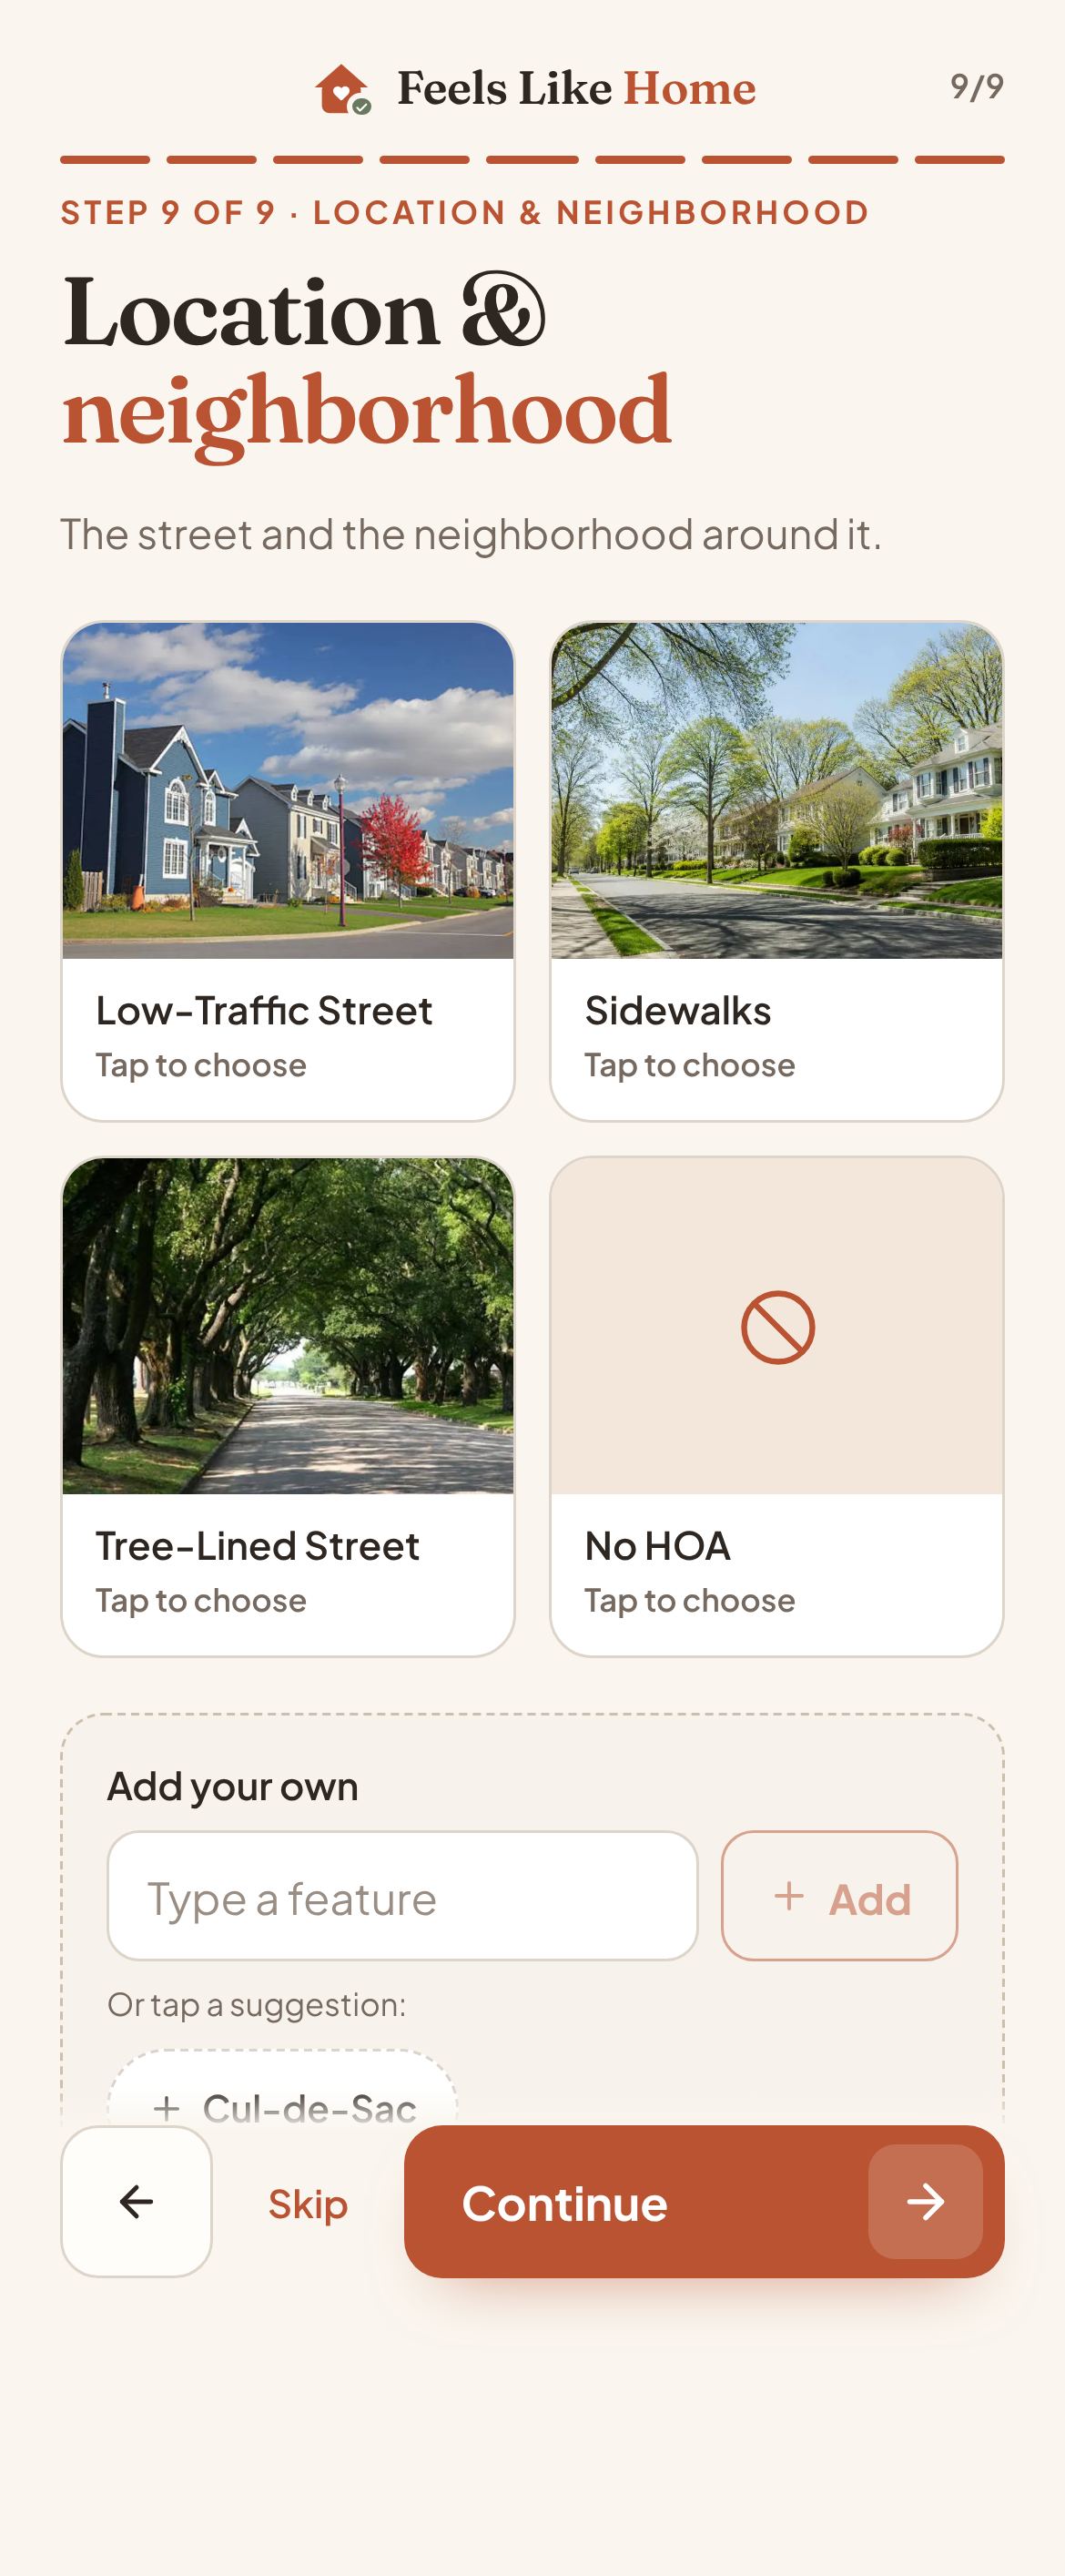 Feels Like Home
9/9
STEP 9 OF 9 · LOCATION & NEIGHBORHOOD
Location &
neighborhood
The street and the neighborhood around it.
Low-Traffic Street
Tap to choose
Sidewalks
Tap to choose
Tree-Lined Street
Tap to choose
No HOA
Tap to choose
Add your own
Type a feature
+ Add
Or tap a suggestion:
+ Cul-de-Sac
Skip
Continue